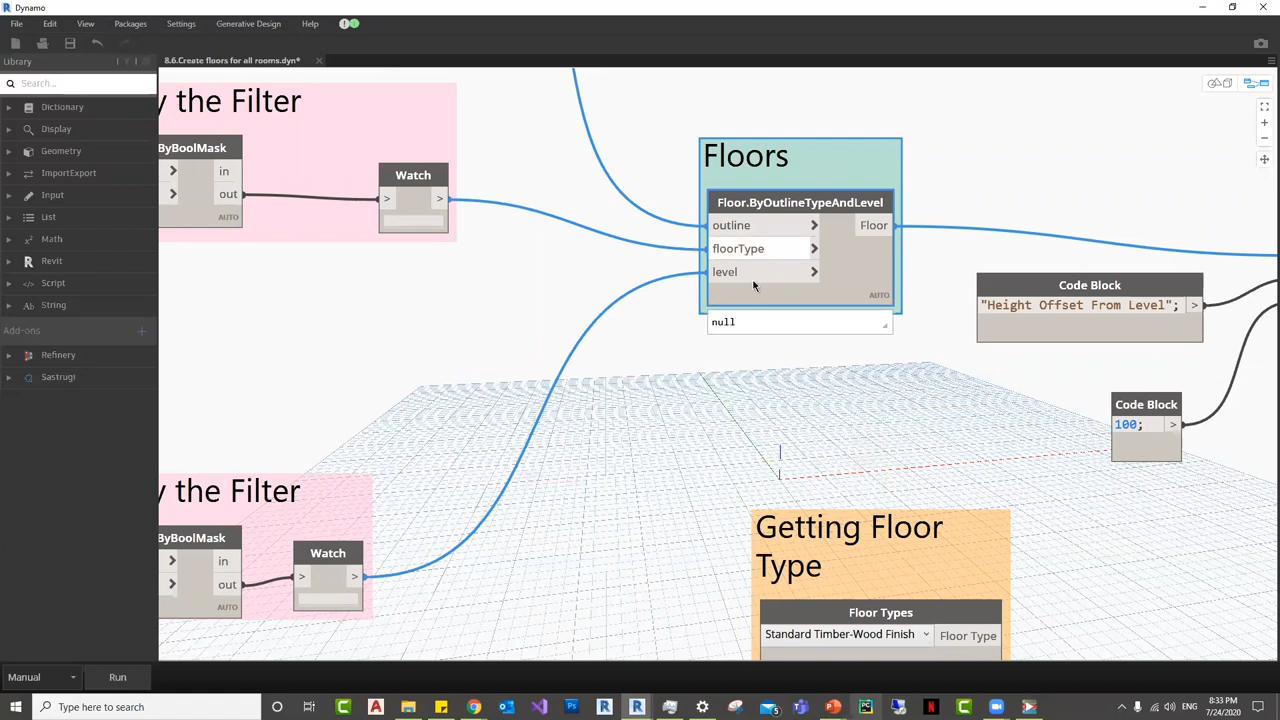 Dynamo
File Edit View Packages Settings Generative Design Help
Library
8.6.Create floors for all rooms.dyn*
Search...
Dictionary
Display
Geometry
ImportExport
Input
List
Math
Revit
Script
String
Add-ons
Refinery
Sastrugi
y the Filter
ByBoolMask
in
out
AUTO
Watch
> >
Floors
Floor.ByOutlineTypeAndLevel
outline
floorType
level
Floor
AUTO
null
Code Block
"Height Offset From Level"; >
Code Block
100; >
y the Filter
ByBoolMask
in
out
AUTO
Watch
> >
Getting Floor
Type
Floor Types
Standard Timber-Wood Finish
Floor Type
Manual
Run
Type here to search
5
ENG
8:33 PM
7/24/2020